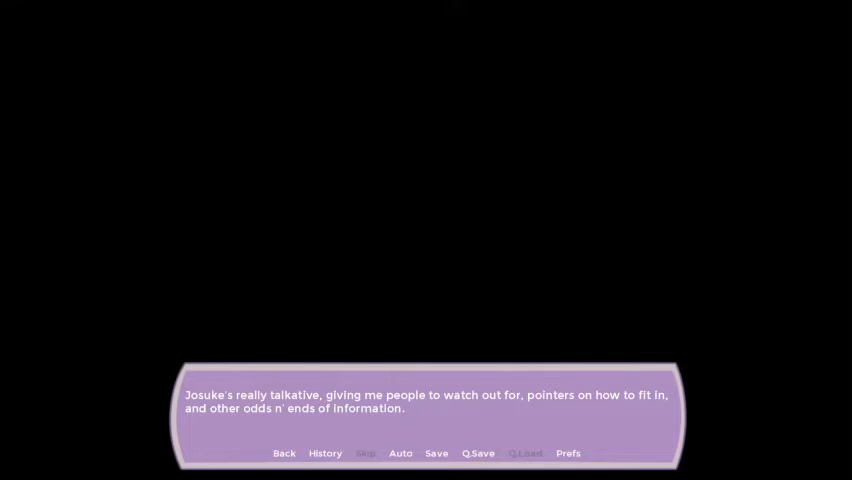 Josuke's really talkative, giving me people to watch out for, pointers on how to fit in,
and other odds n' ends of information.
Back History Skip Auto Save Q.Save Q.Load Prefs